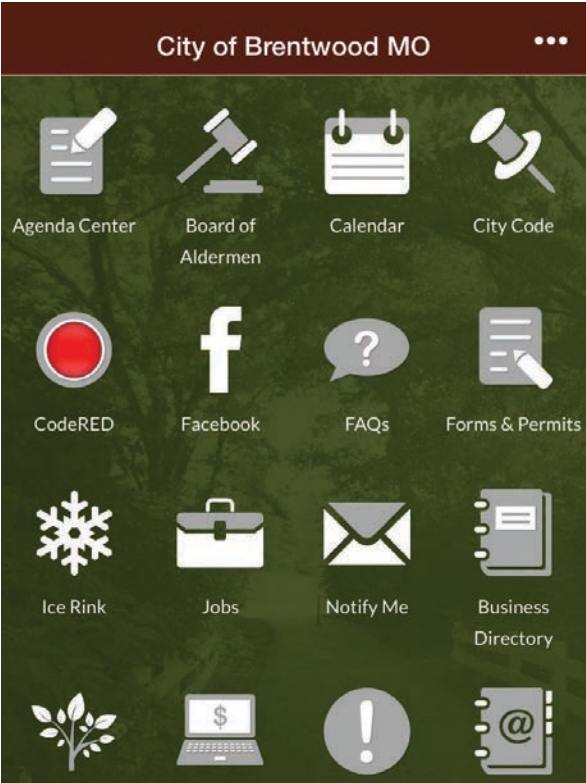 City of Brentwood MO
Agenda Center
Board of
Aldermen
Calendar
City Code
CodeRED
Facebook
?
FAQs
Forms & Permits
Ice Rink
Jobs
Notify Me
Business
Directory
$
!
@